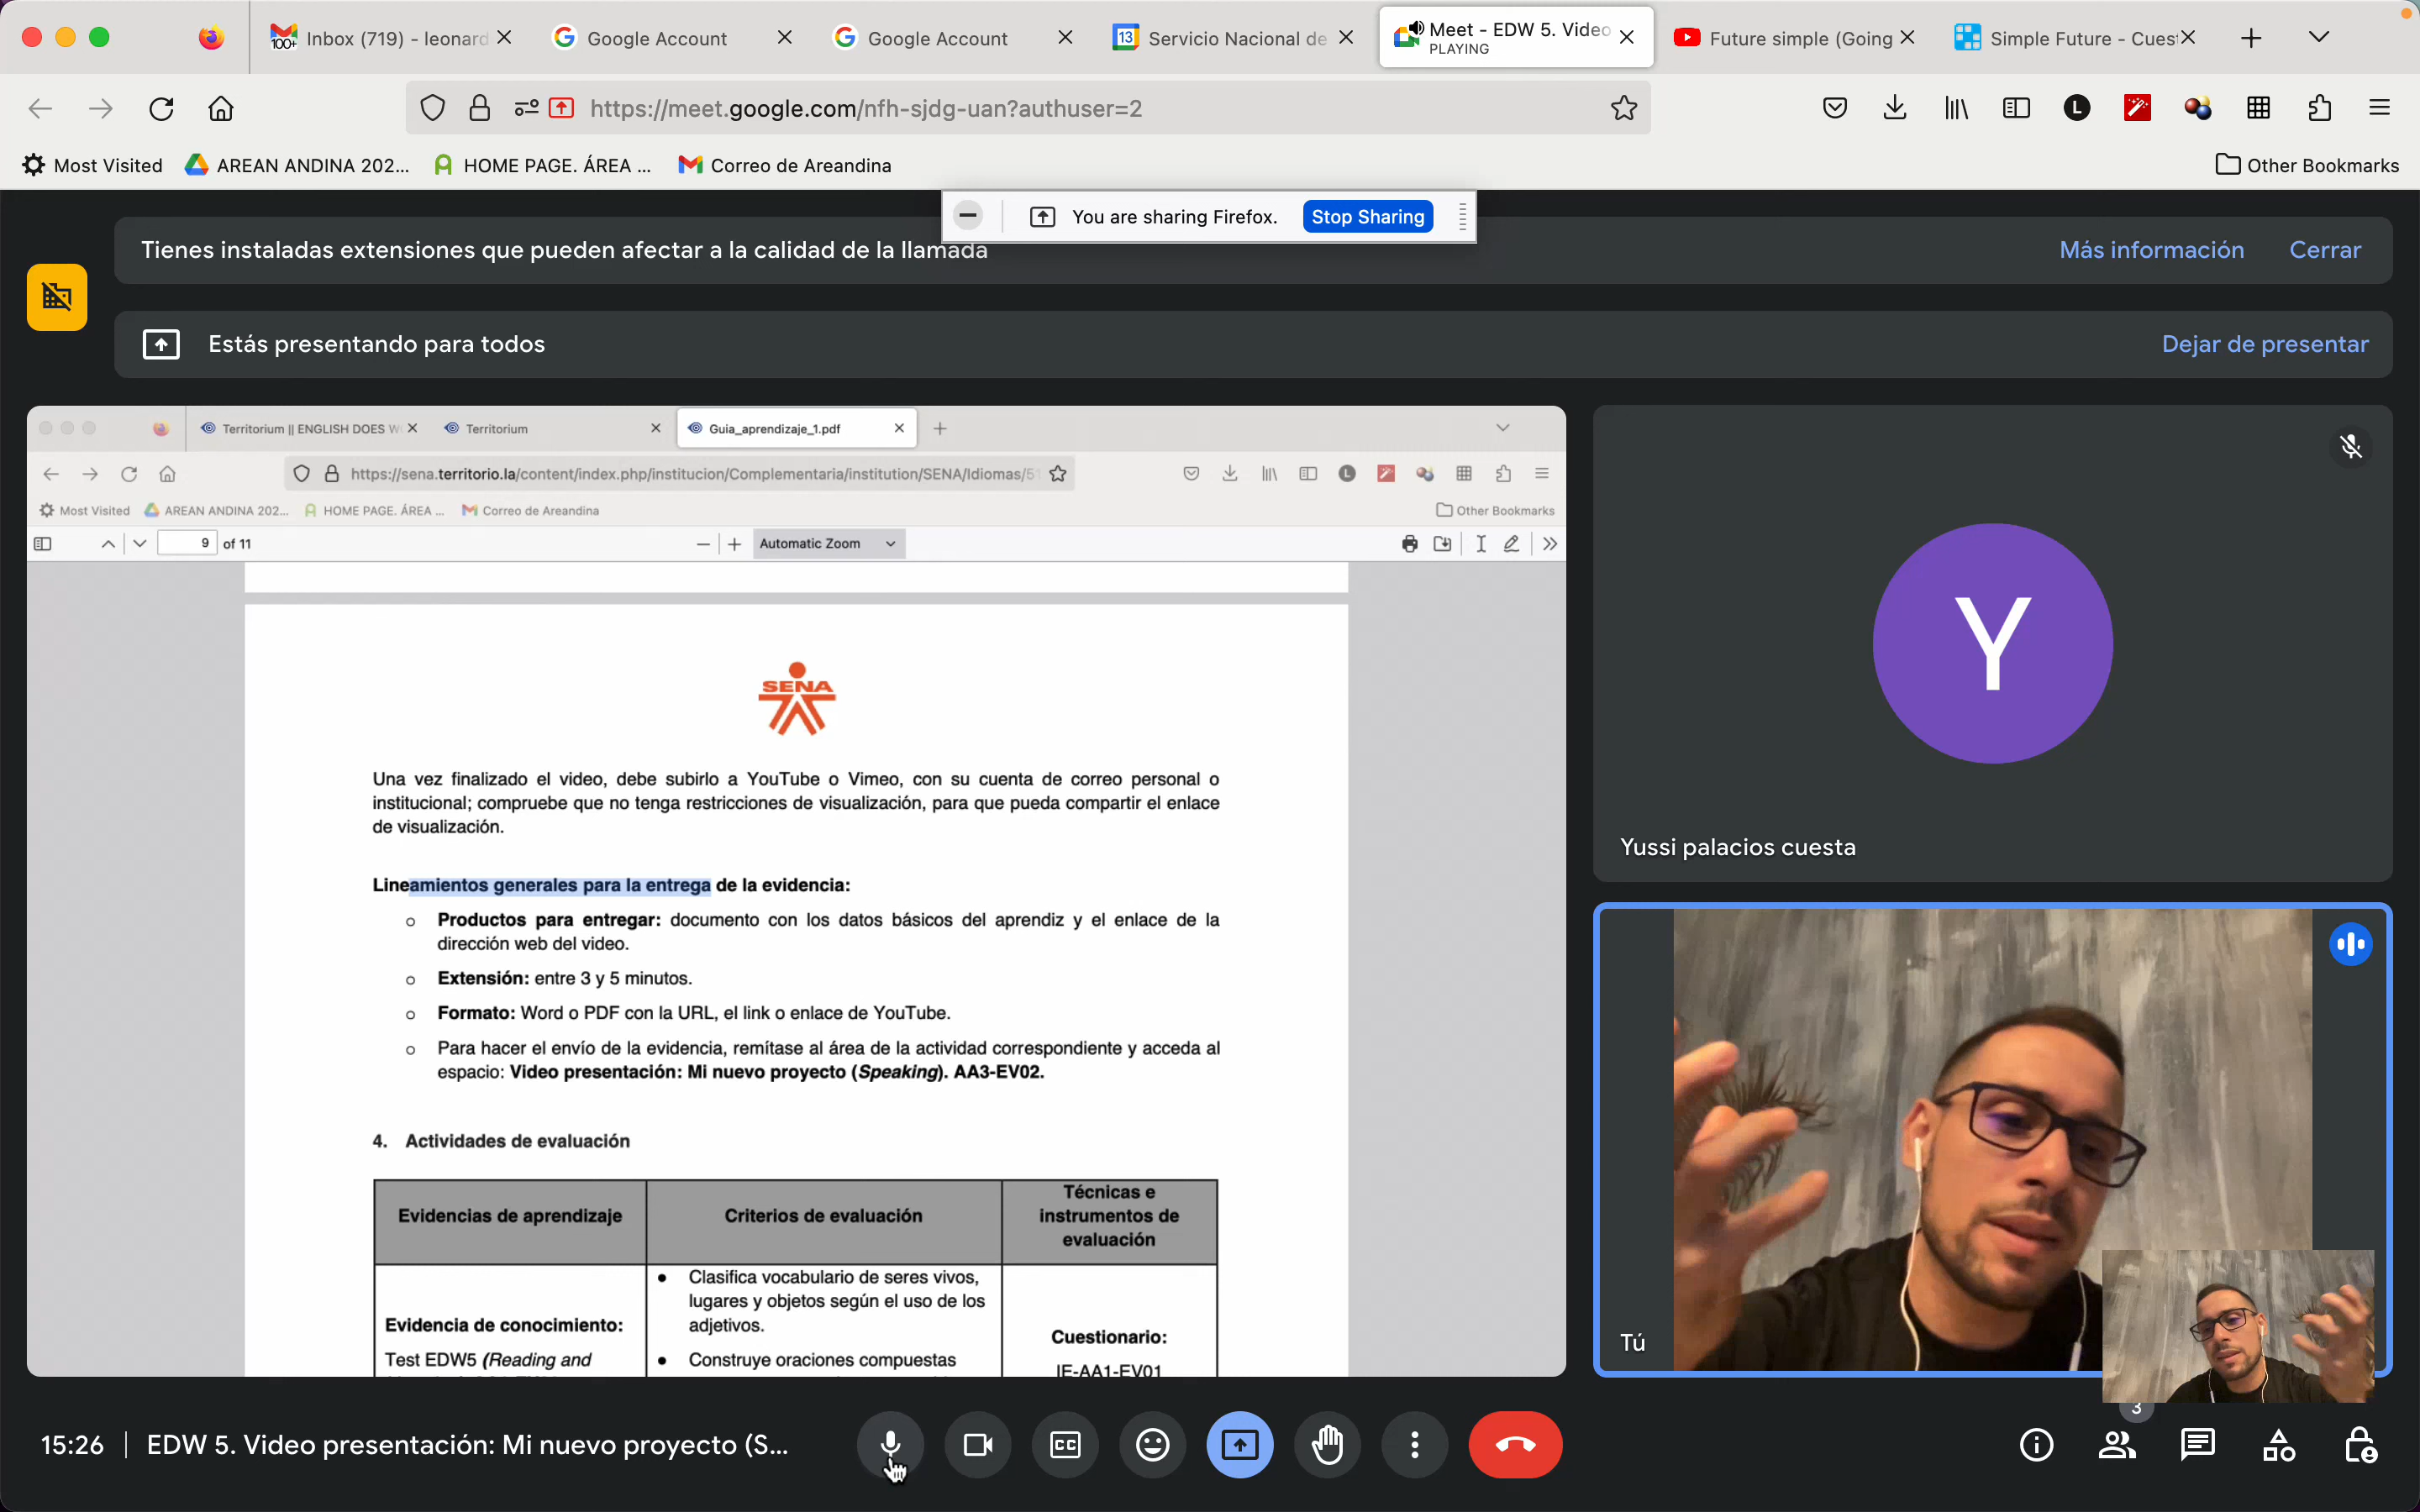 Inbox (719) - leonard
Google Account
Google Account
13
Servicio Nacional de
Meet - EDW 5. Video
PLAYING
Future simple (Going
Simple Future - Cues
https://meet.google.com/nfh-sjdg-uan?authuser=2
L
Most Visited
AREAN ANDINA 202...
HOME PAGE. ÁREA ...
Correo de Areandina
Other Bookmarks
You are sharing Firefox.
Stop Sharing
Tienes instaladas extensiones que pueden afectar a la calidad de la llamada
Más información
Cerrar
Estás presentando para todos
Dejar de presentar
Territorium || ENGLISH DOES W
Territorium
Guia_aprendizaje_1.pdf
https://sena.territorio.la/content/index.php/institucion/Complementaria/institution/SENA/Idiomas/51
L
Most Visited
AREAN ANDINA 202...
HOME PAGE. ÁREA ...
Correo de Areandina
Other Bookmarks
9 of 11
Automatic Zoom
SENA
Una vez finalizado el video, debe subirlo a YouTube o Vimeo, con su cuenta de correo personal o
institucional; compruebe que no tenga restricciones de visualización, para que pueda compartir el enlace
de visualización.
Lineamientos generales para la entrega de la evidencia:
Productos para entregar: documento con los datos básicos del aprendiz y el enlace de la
dirección web del video.
Extensión: entre 3 y 5 minutos.
Formato: Word o PDF con la URL, el link o enlace de YouTube.
Para hacer el envío de la evidencia, remítase al área de la actividad correspondiente y acceda al
espacio: Video presentación: Mi nuevo proyecto (Speaking). AA3-EV02.
4. Actividades de evaluación
Evidencias de aprendizaje
Criterios de evaluación
Técnicas e
instrumentos de
evaluación
Evidencia de conocimiento:
Test EDW5 (Reading and
Clasifica vocabulario de seres vivos,
lugares y objetos según el uso de los
adjetivos.
Construye oraciones compuestas
Cuestionario:
IE-AA1-EV01
Y
Yussi palacios cuesta
Tú
15:26
EDW 5. Video presentación: Mi nuevo proyecto (S...
CC
3